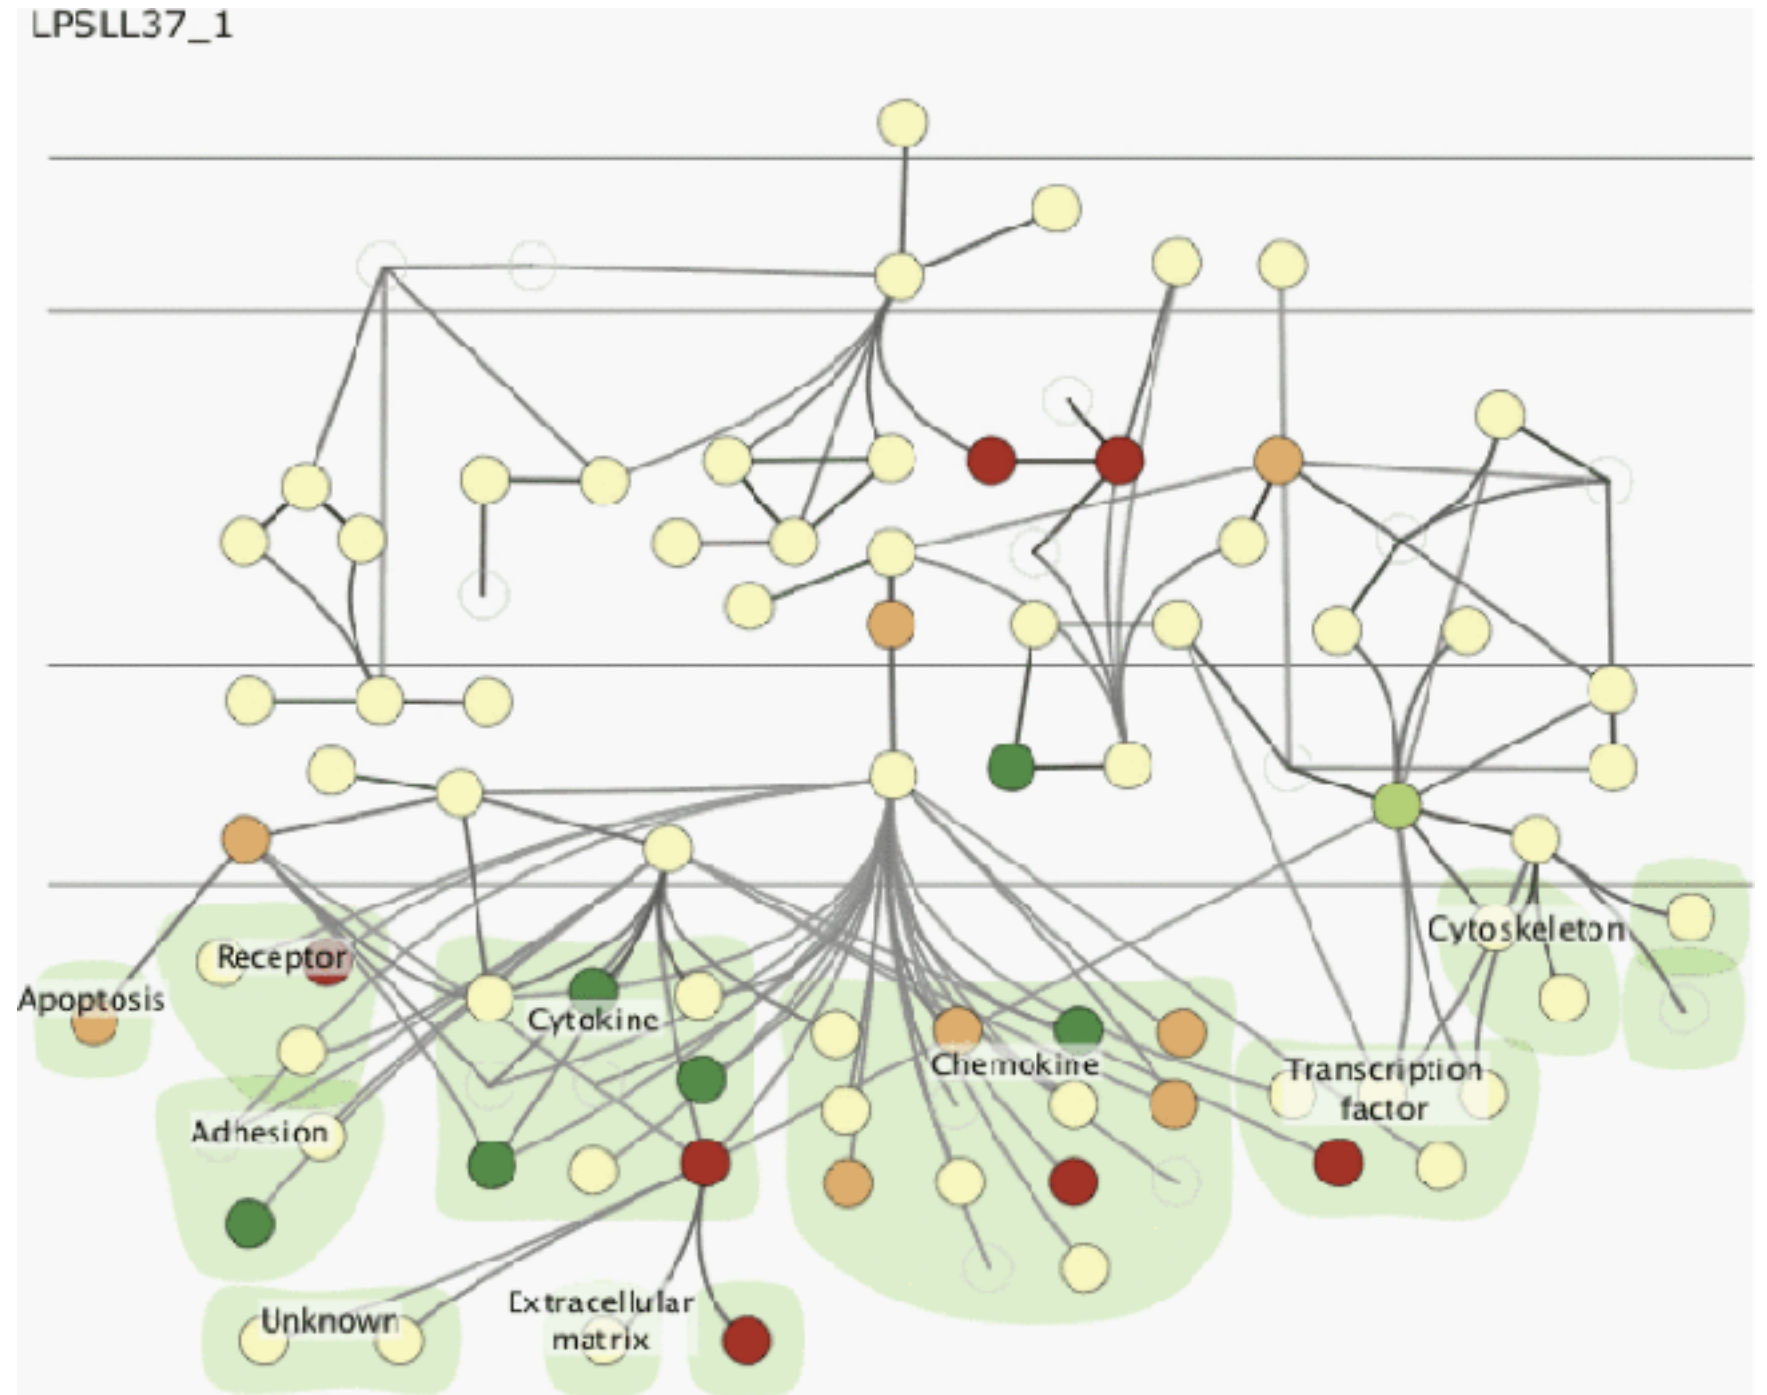 LPSLL37_1
Cytoskeleton
Receptor
Apoptosis
Cytokine
Chemokine
Transcription
factor
Adhesion
Extracellular
matrix
Unknown